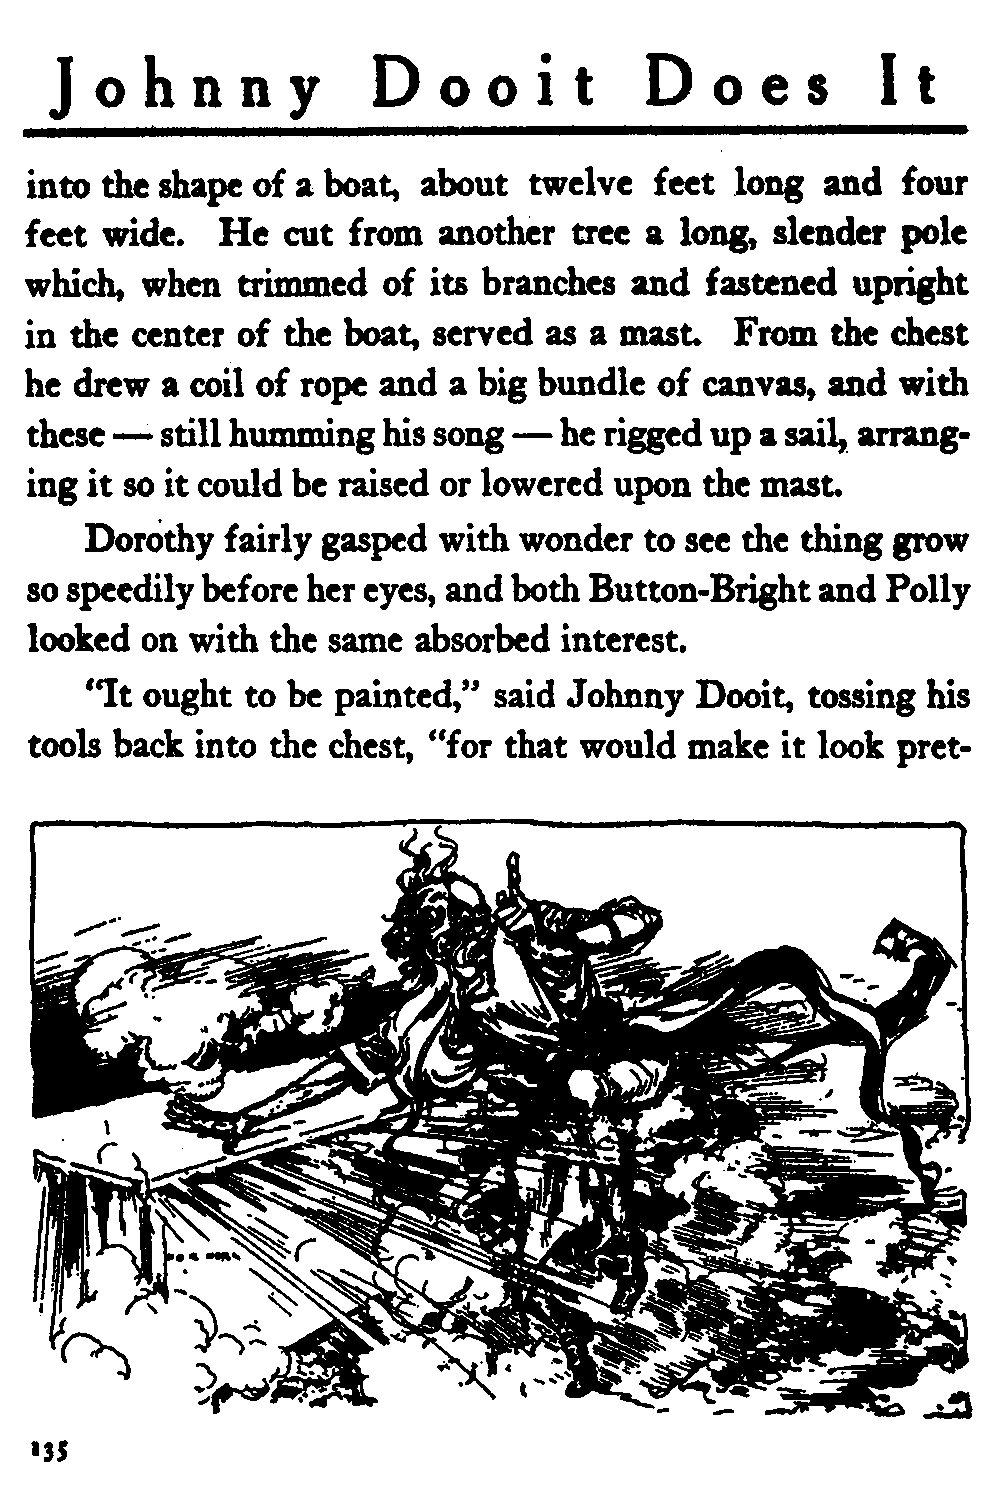 Johnny Dooit Does It
into the shape of a boat, about twelve feet long and four
feet wide. He cut from another tree a long, slender pole
which, when trimmed of its branches and fastened upright
in the center of the boat, served as a mast. From the chest
he drew a coil of rope and a big bundle of canvas, and with
these — still humming his song — he rigged up a sail, arrang-
ing it so it could be raised or lowered upon the mast.
Dorothy fairly gasped with wonder to see the thing grow
so speedily before her eyes, and both Button-Bright and Polly
looked on with the same absorbed interest.
“It ought to be painted,” said Johnny Dooit, tossing his
tools back into the chest, “for that would make it look pret-
135